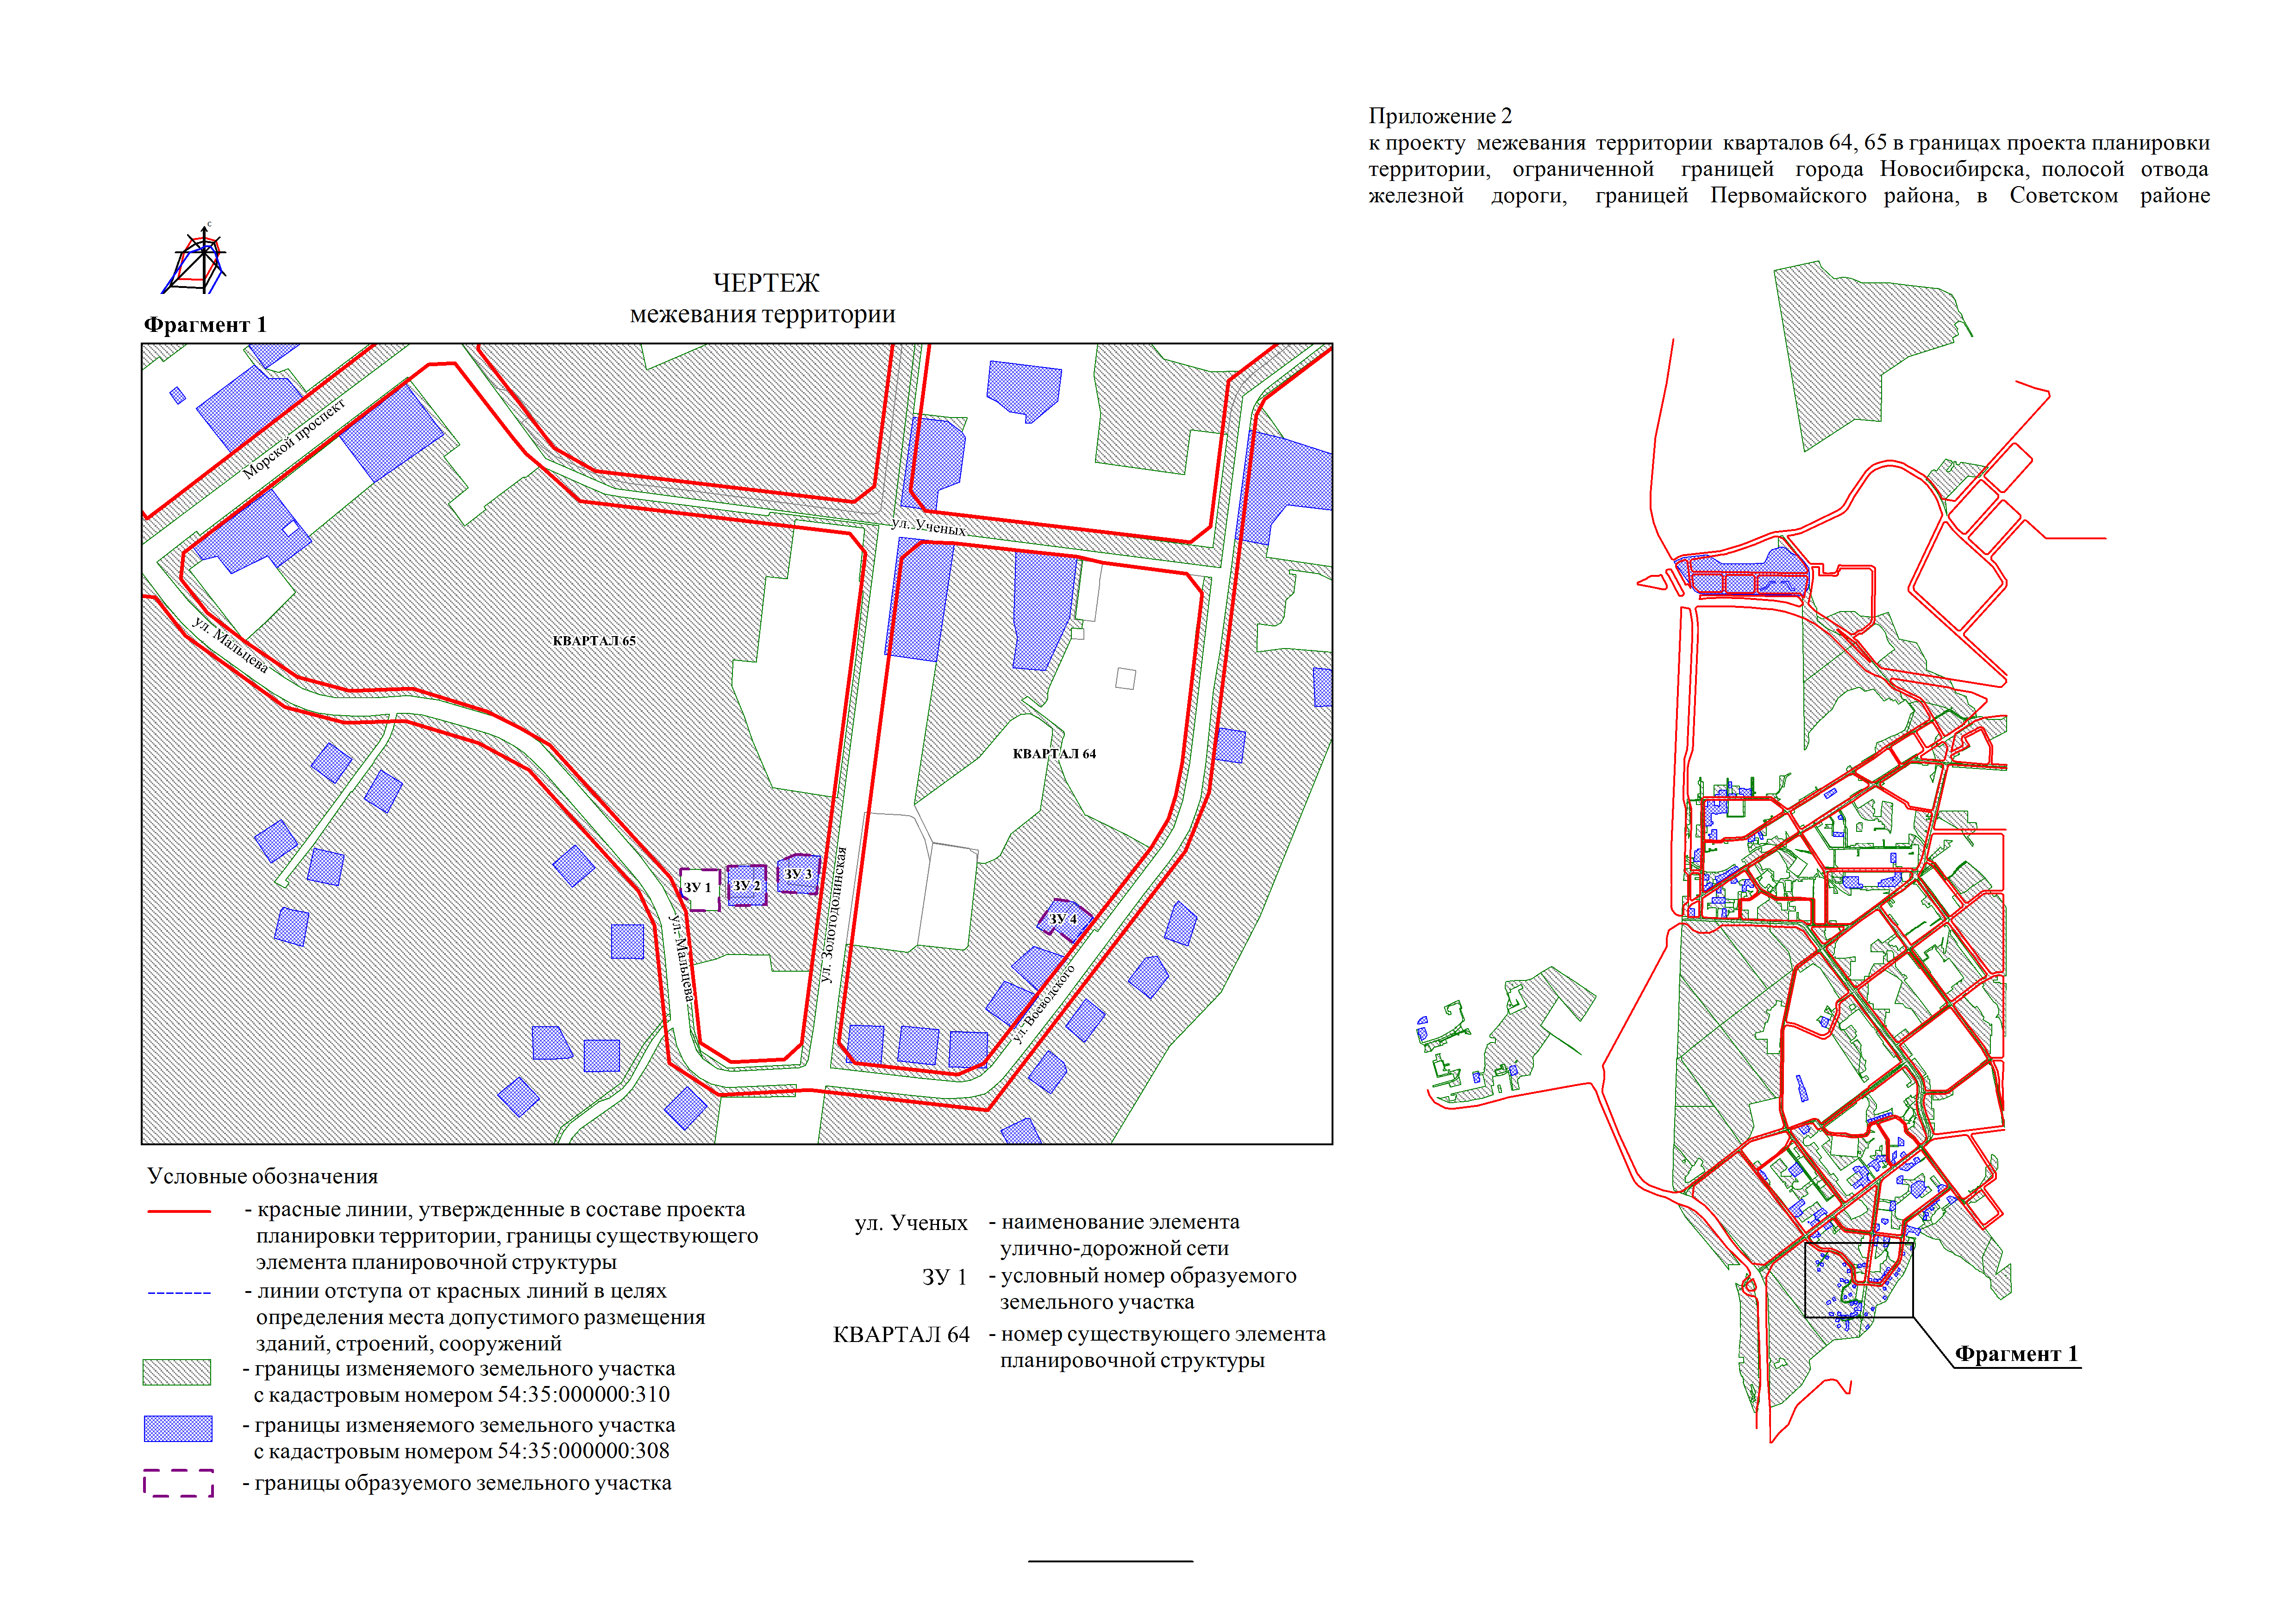 Приложение 2
к проекту межевания территории кварталов 64, 65 в границах проекта планировки
территории, ограниченной границей города Новосибирска, полосой отвода
железной дороги, границей Первомайского района, в Советском районе
с
ЧЕРТЕЖ
межевания территории
Фрагмент 1
Морской проспект
ул. Ученых
ул. Мальцева
КВАРТАЛ 65
КВАРТАЛ 64
ЗУ 1
ЗУ 2
ЗУ 3
ЗУ 4
ул. Мальцева
ул. Золотодолинская
ул. Воеводского
Фрагмент 1
Условные обозначения
- красные линии, утвержденные в составе проекта
планировки территории, границы существующего
элемента планировочной структуры
- линии отступа от красных линий в целях
определения места допустимого размещения
зданий, строений, сооружений
- границы изменяемого земельного участка
с кадастровым номером 54:35:000000:310
- границы изменяемого земельного участка
с кадастровым номером 54:35:000000:308
- границы образуемого земельного участка
ул. Ученых - наименование элемента
улично-дорожной сети
ЗУ 1 - условный номер образуемого
земельного участка
КВАРТАЛ 64 - номер существующего элемента
планировочной структуры